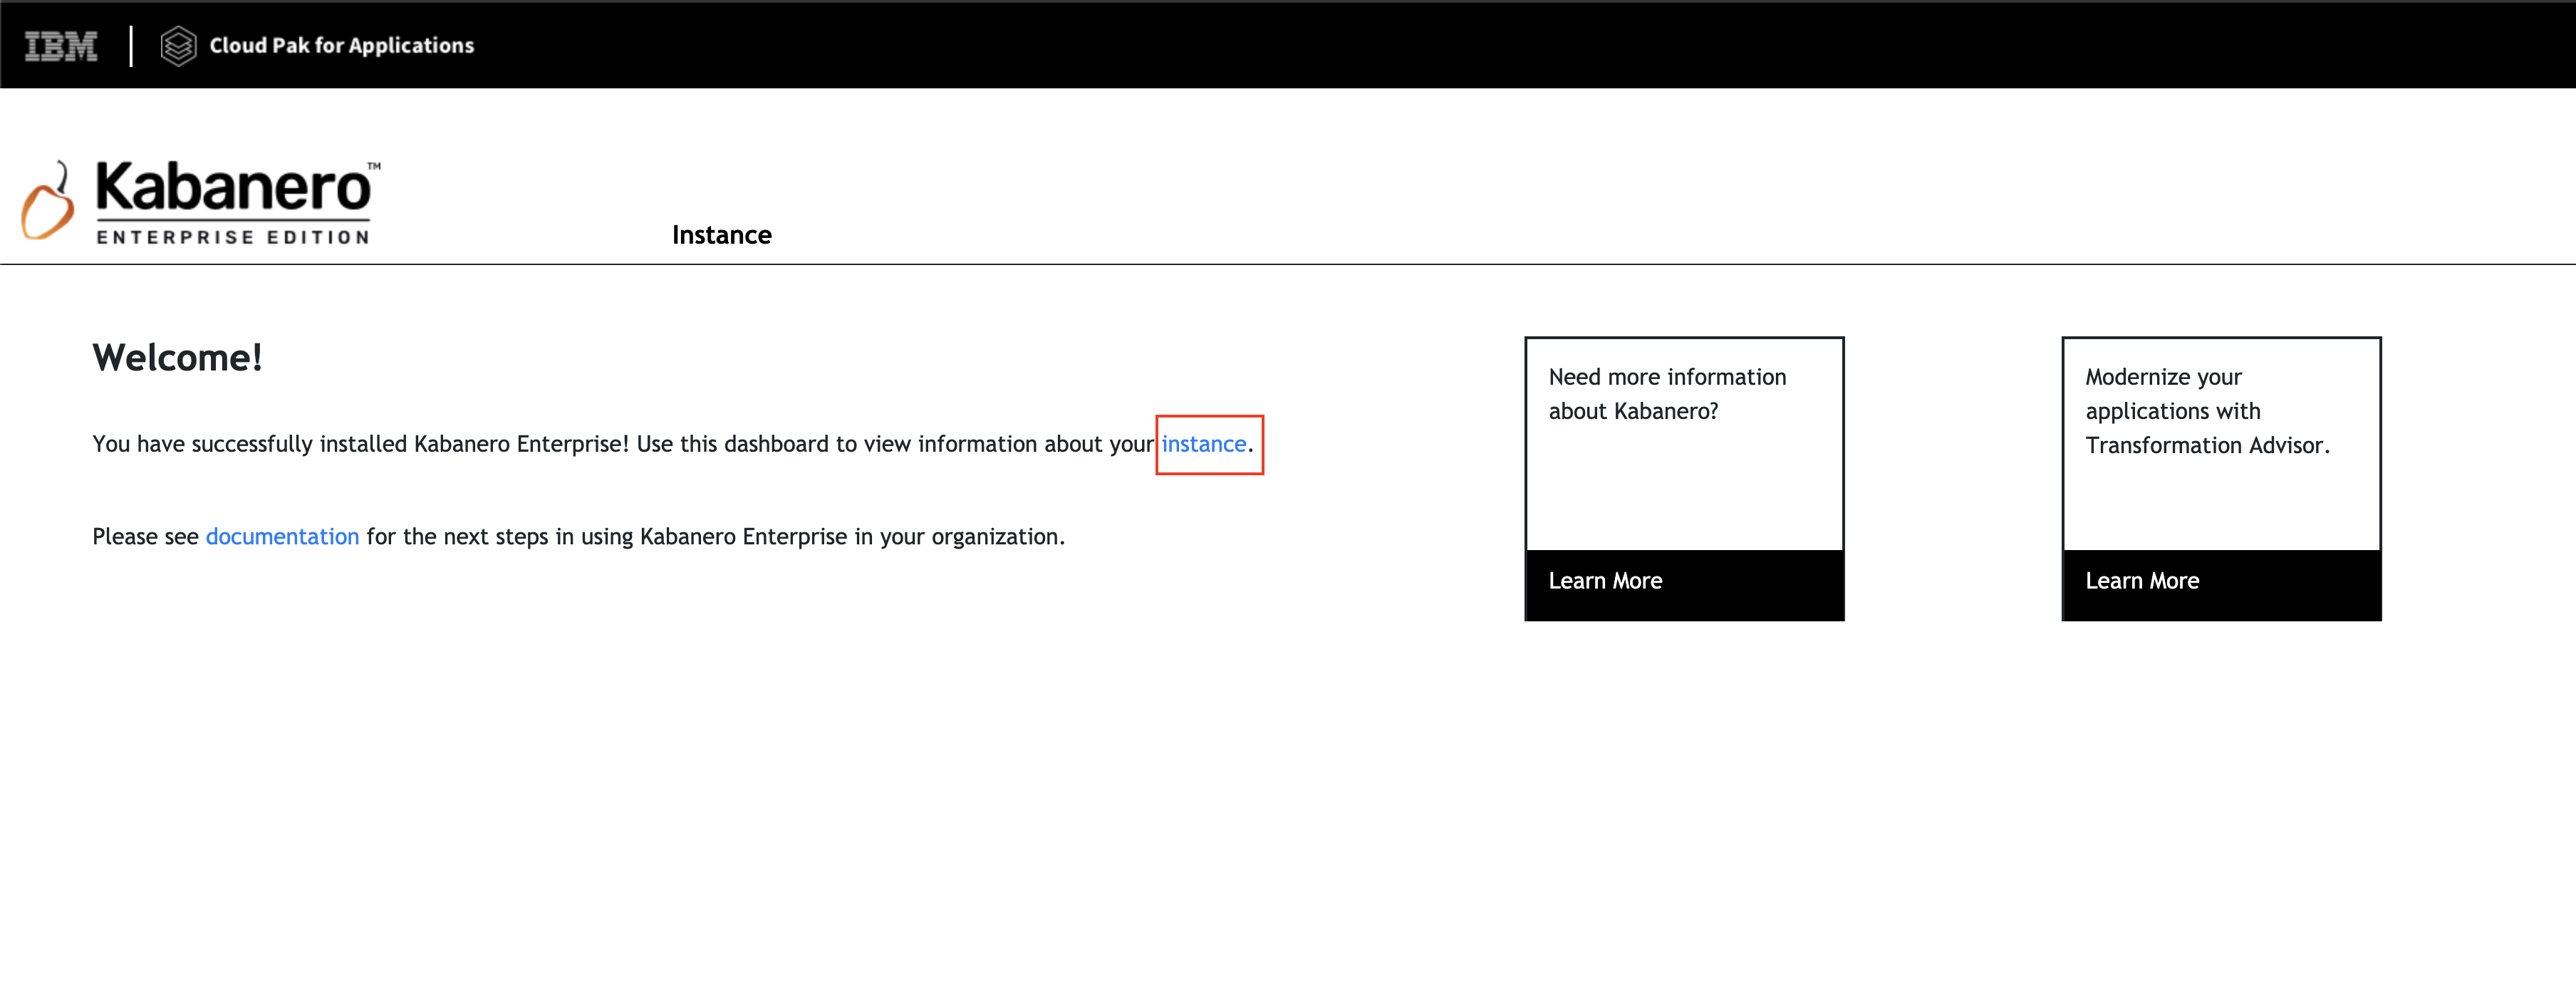 IBM
Cloud Pak for Applications
Kabanero™
ENTERPRISE EDITION
Instance
Welcome!
You have successfully installed Kabanero Enterprise! Use this dashboard to view information about your instance.
Please see documentation for the next steps in using Kabanero Enterprise in your organization.
Need more information
about Kabanero?
Learn More
Modernize your
applications with
Transformation Advisor.
Learn More